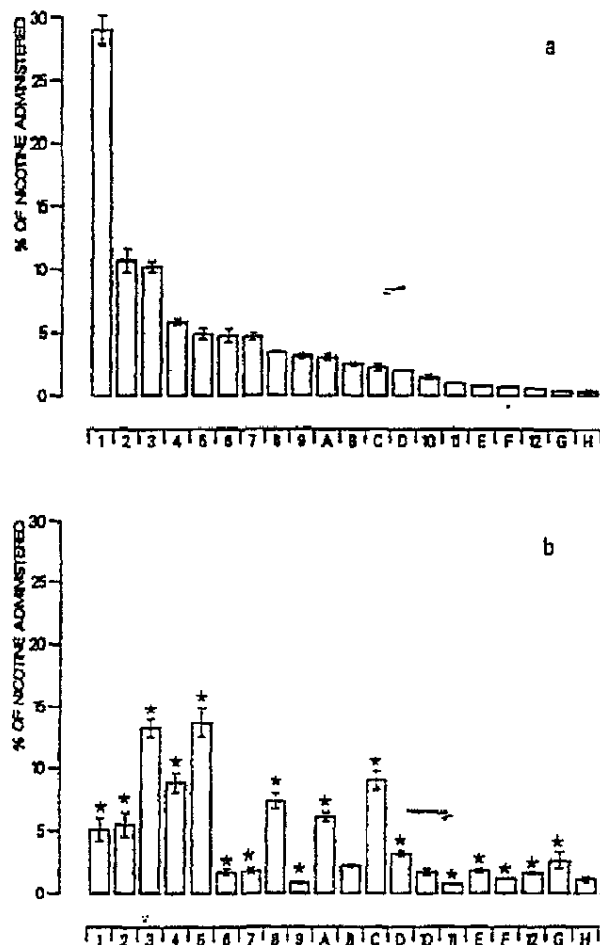 a
% OF NICOTINE ADMINISTERED
30
25
20
15
10
5
0
1 2 3 4 5 6 7 8 9 A B C D 10 11 E F 12 G H
b
% OF NICOTINE ADMINISTERED
30
25
20
15
10
5
0
* * * * * * * * * * * * * * * * *
1 2 3 4 5 6 7 8 9 A B C D 10 11 E F 12 G H